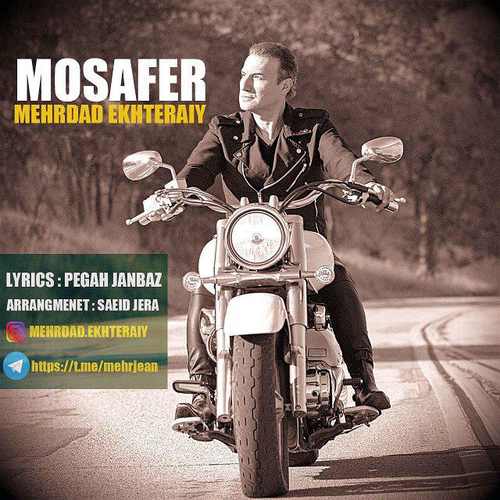 MOSAFER
MEHRDAD EKHTERAIY
LYRICS : PEGAH JANBAZ
ARRANGMENET : SAEID JERA
MEHRDAD.EKHTERAIY
https://t.me/mehrjean